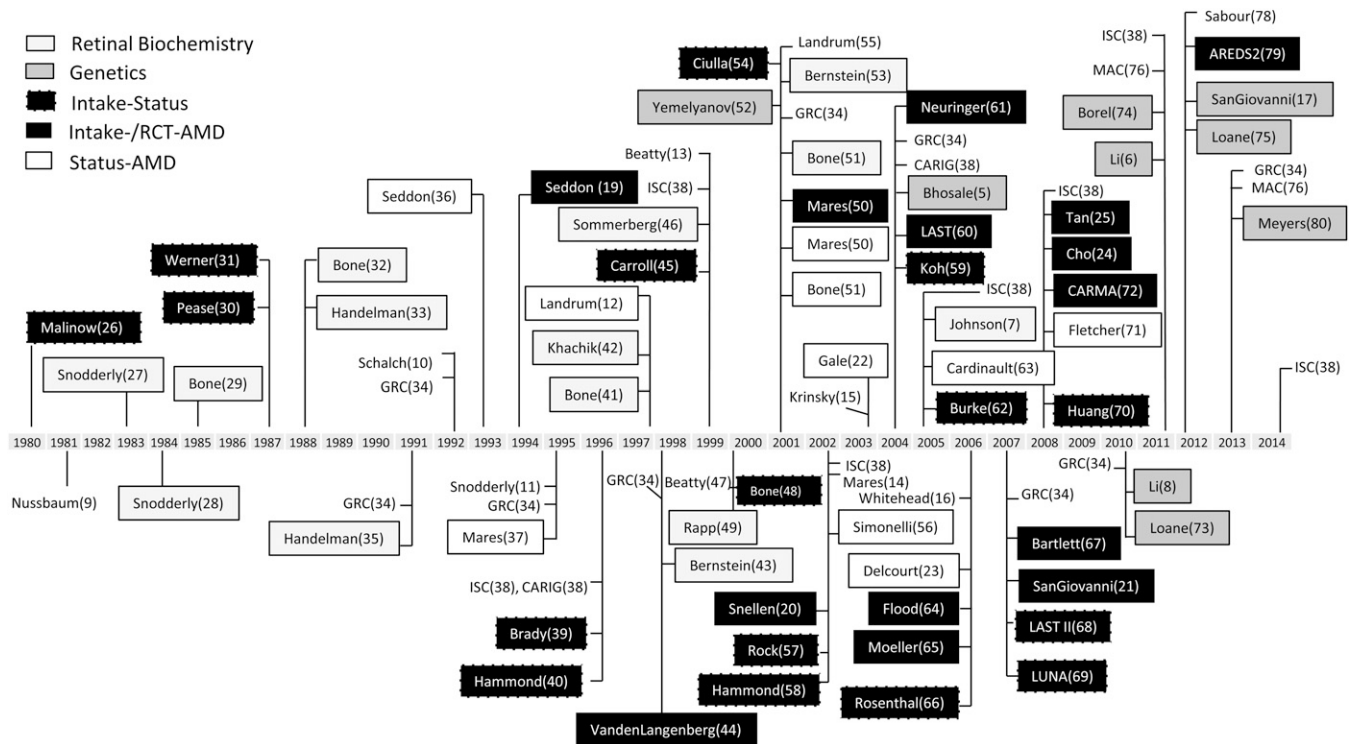 Retinal Biochemistry
Genetics
Intake-Status
Intake-/RCT-AMD
Status-AMD
Malinow(26)
Snodderly(27)
Bone(29)
Werner(31)
Pease(30)
Bone(32)
Handelman(33)
Schalch(10)
GRC(34)
Seddon(36)
Seddon (19)
Landrum(12)
Khachik(42)
Bone(41)
Beatty(13)
ISC(38)
Sommerberg(46)
Carroll(45)
Landrum(55)
Ciulla(54)
Bernstein(53)
Yemelyanov(52)
GRC(34)
Bone(51)
Mares(50)
Mares(50)
Bone(51)
Gale(22)
Krinsky(15)
Neuringer(61)
GRC(34)
CARIG(38)
Bhosale(5)
LAST(60)
Koh(59)
ISC(38)
Johnson(7)
Cardinault(63)
Burke(62)
ISC(38)
Tan(25)
Cho(24)
CARMA(72)
Fletcher(71)
Huang(70)
ISC(38)
MAC(76)
Borel(74)
Li(6)
Sabour(78)
AREDS2(79)
SanGiovanni(17)
Loane(75)
GRC(34)
MAC(76)
Meyers(80)
ISC(38)
1980 1981 1982 1983 1984 1985 1986 1987 1988 1989 1990 1991 1992 1993 1994 1995 1996 1997 1998 1999 2000 2001 2002 2003 2004 2005 2006 2007 2008 2009 2010 2011 2012 2013 2014
Nussbaum(9)
Snodderly(28)
GRC(34)
Handelman(35)
Snodderly(11)
GRC(34)
Mares(37)
ISC(38), CARIG(38)
Brady(39)
Hammond(40)
GRC(34)
Bernstein(43)
VandenLangenberg(44)
Beatty(47)
Bone(48)
Rapp(49)
ISC(38)
Mares(14)
Simonelli(56)
Snellen(20)
Rock(57)
Hammond(58)
Whitehead(16)
Delcourt(23)
Flood(64)
Moeller(65)
Rosenthal(66)
GRC(34)
Bartlett(67)
SanGiovanni(21)
LAST II(68)
LUNA(69)
GRC(34)
Li(8)
Loane(73)